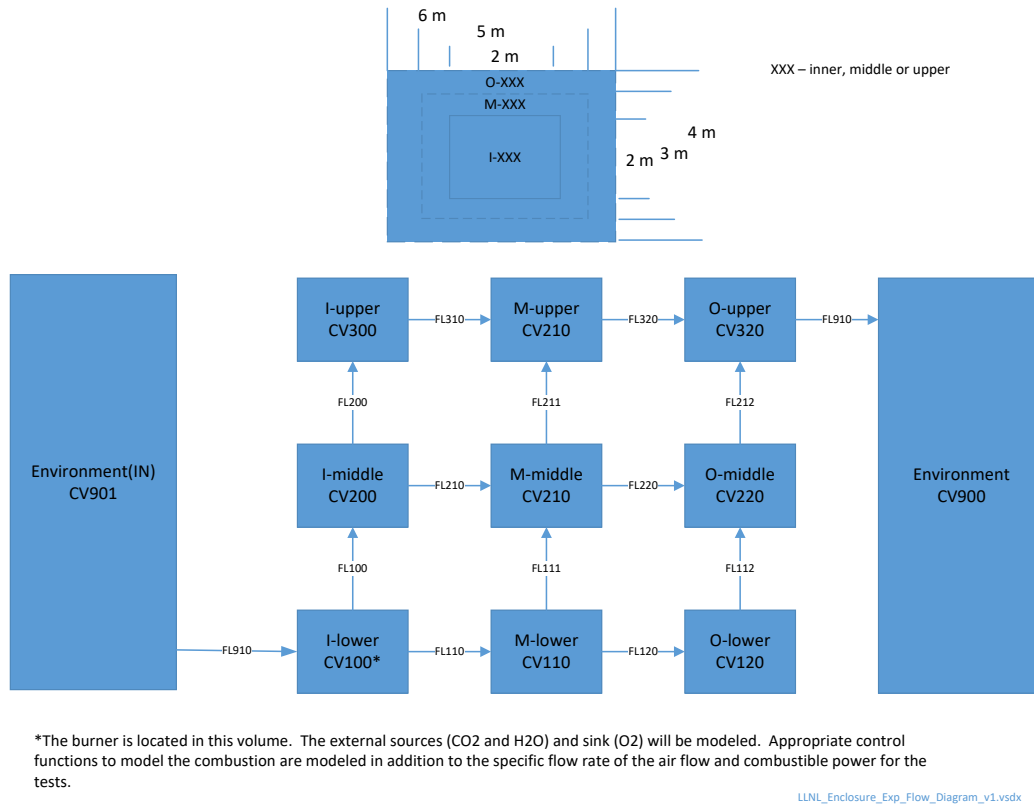 6 m
5 m
2 m
O-XXX
M-XXX
I-XXX
XXX – inner, middle or upper
4 m
3 m
2 m
Environment(IN)
CV901
I-upper
CV300
FL310
M-upper
CV210
FL320
O-upper
CV320
FL910
FL200
FL211
FL212
I-middle
CV200
FL210
M-middle
CV210
FL220
O-middle
CV220
Environment
CV900
FL100
FL111
FL112
FL910
I-lower
CV100*
FL110
M-lower
CV110
FL120
O-lower
CV120
*The burner is located in this volume.  The external sources (CO2 and H2O) and sink (O2) will be modeled.  Appropriate control
functions to model the combustion are modeled in addition to the specific flow rate of the air flow and combustible power for the
tests.
LLNL_Enclosure_Exp_Flow_Diagram_v1.vsdx